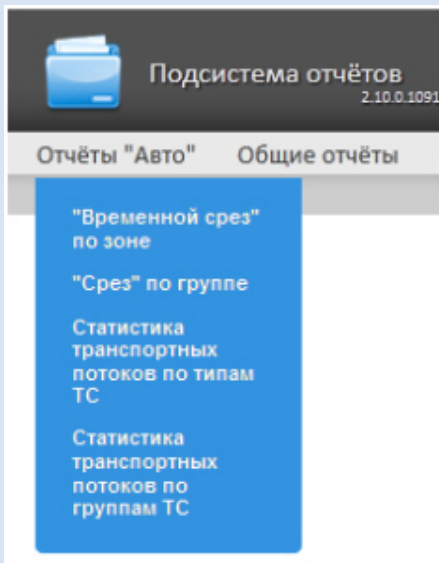 Подсистема отчётов
2.10.0.1091
Отчёты "Авто" Общие отчёты
"Временной срез"
по зоне
"Срез" по группе
Статистика
транспортных
потоков по типам
ТС
Статистика
транспортных
потоков по
группам ТС